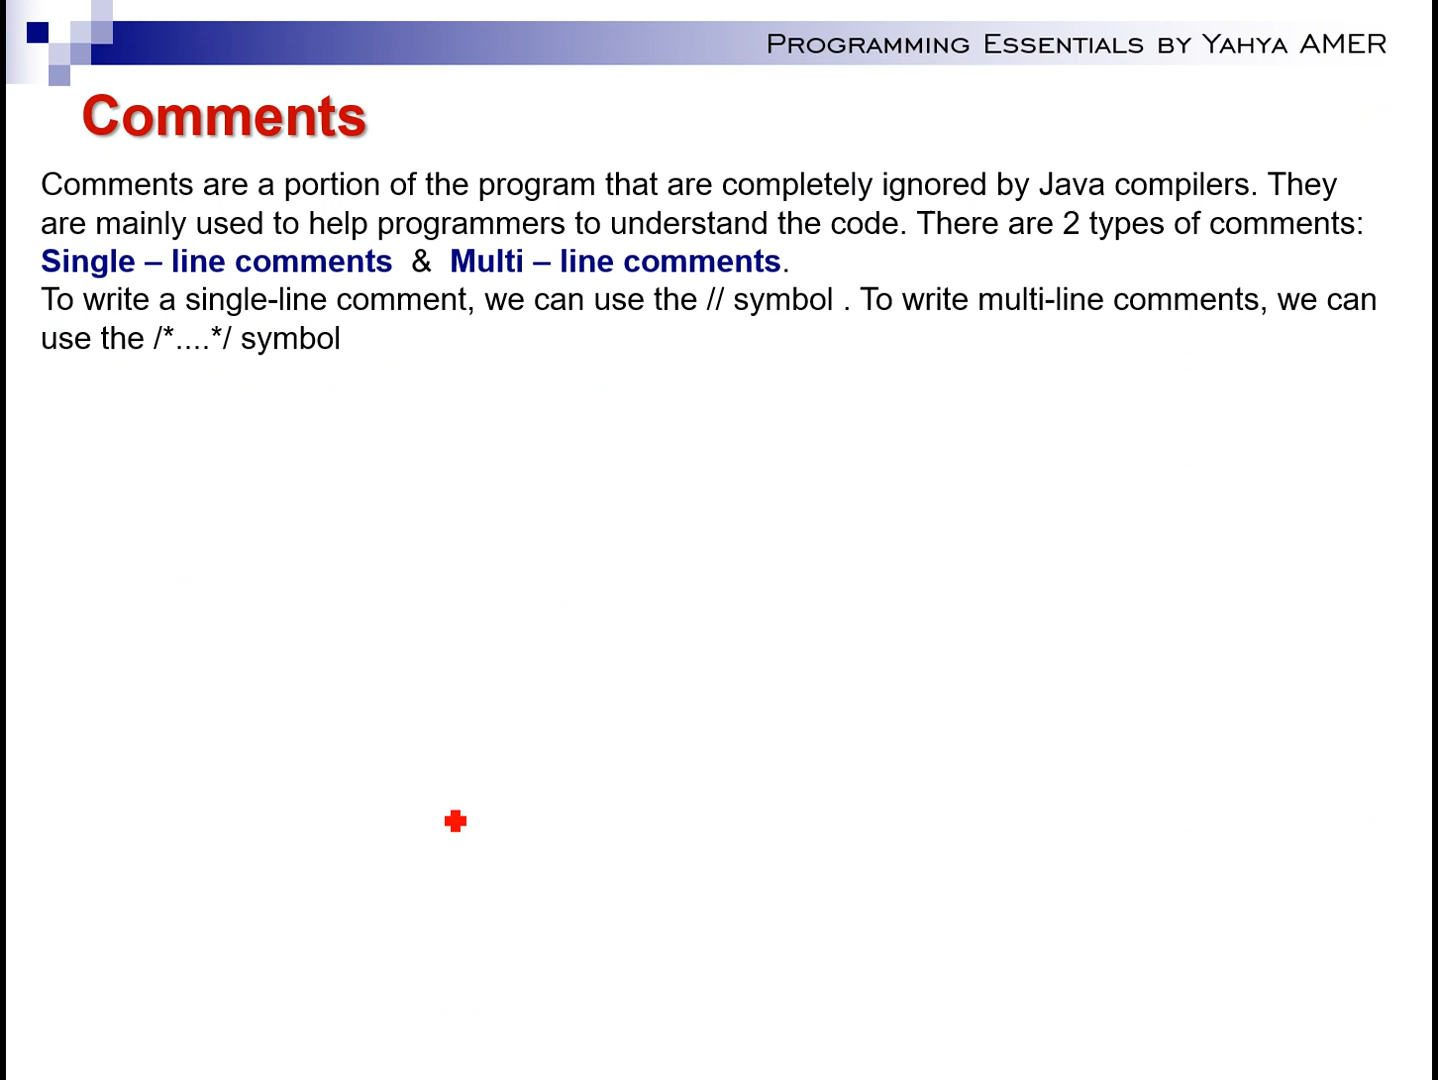 PROGRAMMING ESSENTIALS BY YAHYA AMER
Comments
Comments are a portion of the program that are completely ignored by Java compilers. They
are mainly used to help programmers to understand the code. There are 2 types of comments:
Single – line comments & Multi – line comments.
To write a single-line comment, we can use the // symbol . To write multi-line comments, we can
use the /*....*/ symbol